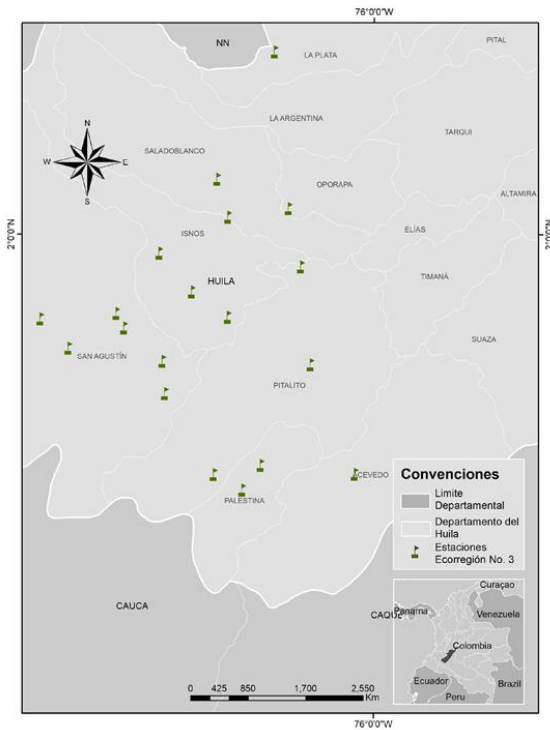 76°0'0"W
NN
LA PLATA
PITAL
LA ARGENTINA
TARQUI
N
SALADOBLANCO
W
E
OPORAPA
ALTAMIRA
S
2°0'0"N
ISNOS
ELÍAS
2°0'0"N
HUILA
TIMANÁ
SUAZA
SAN AGUSTÍN
PITALITO
ACEVEDO
PALESTINA
Convenciones
Limite
Departamental
Departamento del
Huila
Estaciones
Ecorregión No. 3
CAUCA
CAQUE
Curaçao
Panama
Venezuela
Colombia
Ecuador
Brazil
Peru
0 425 850 1,700 2,550
Km
76°0'0"W